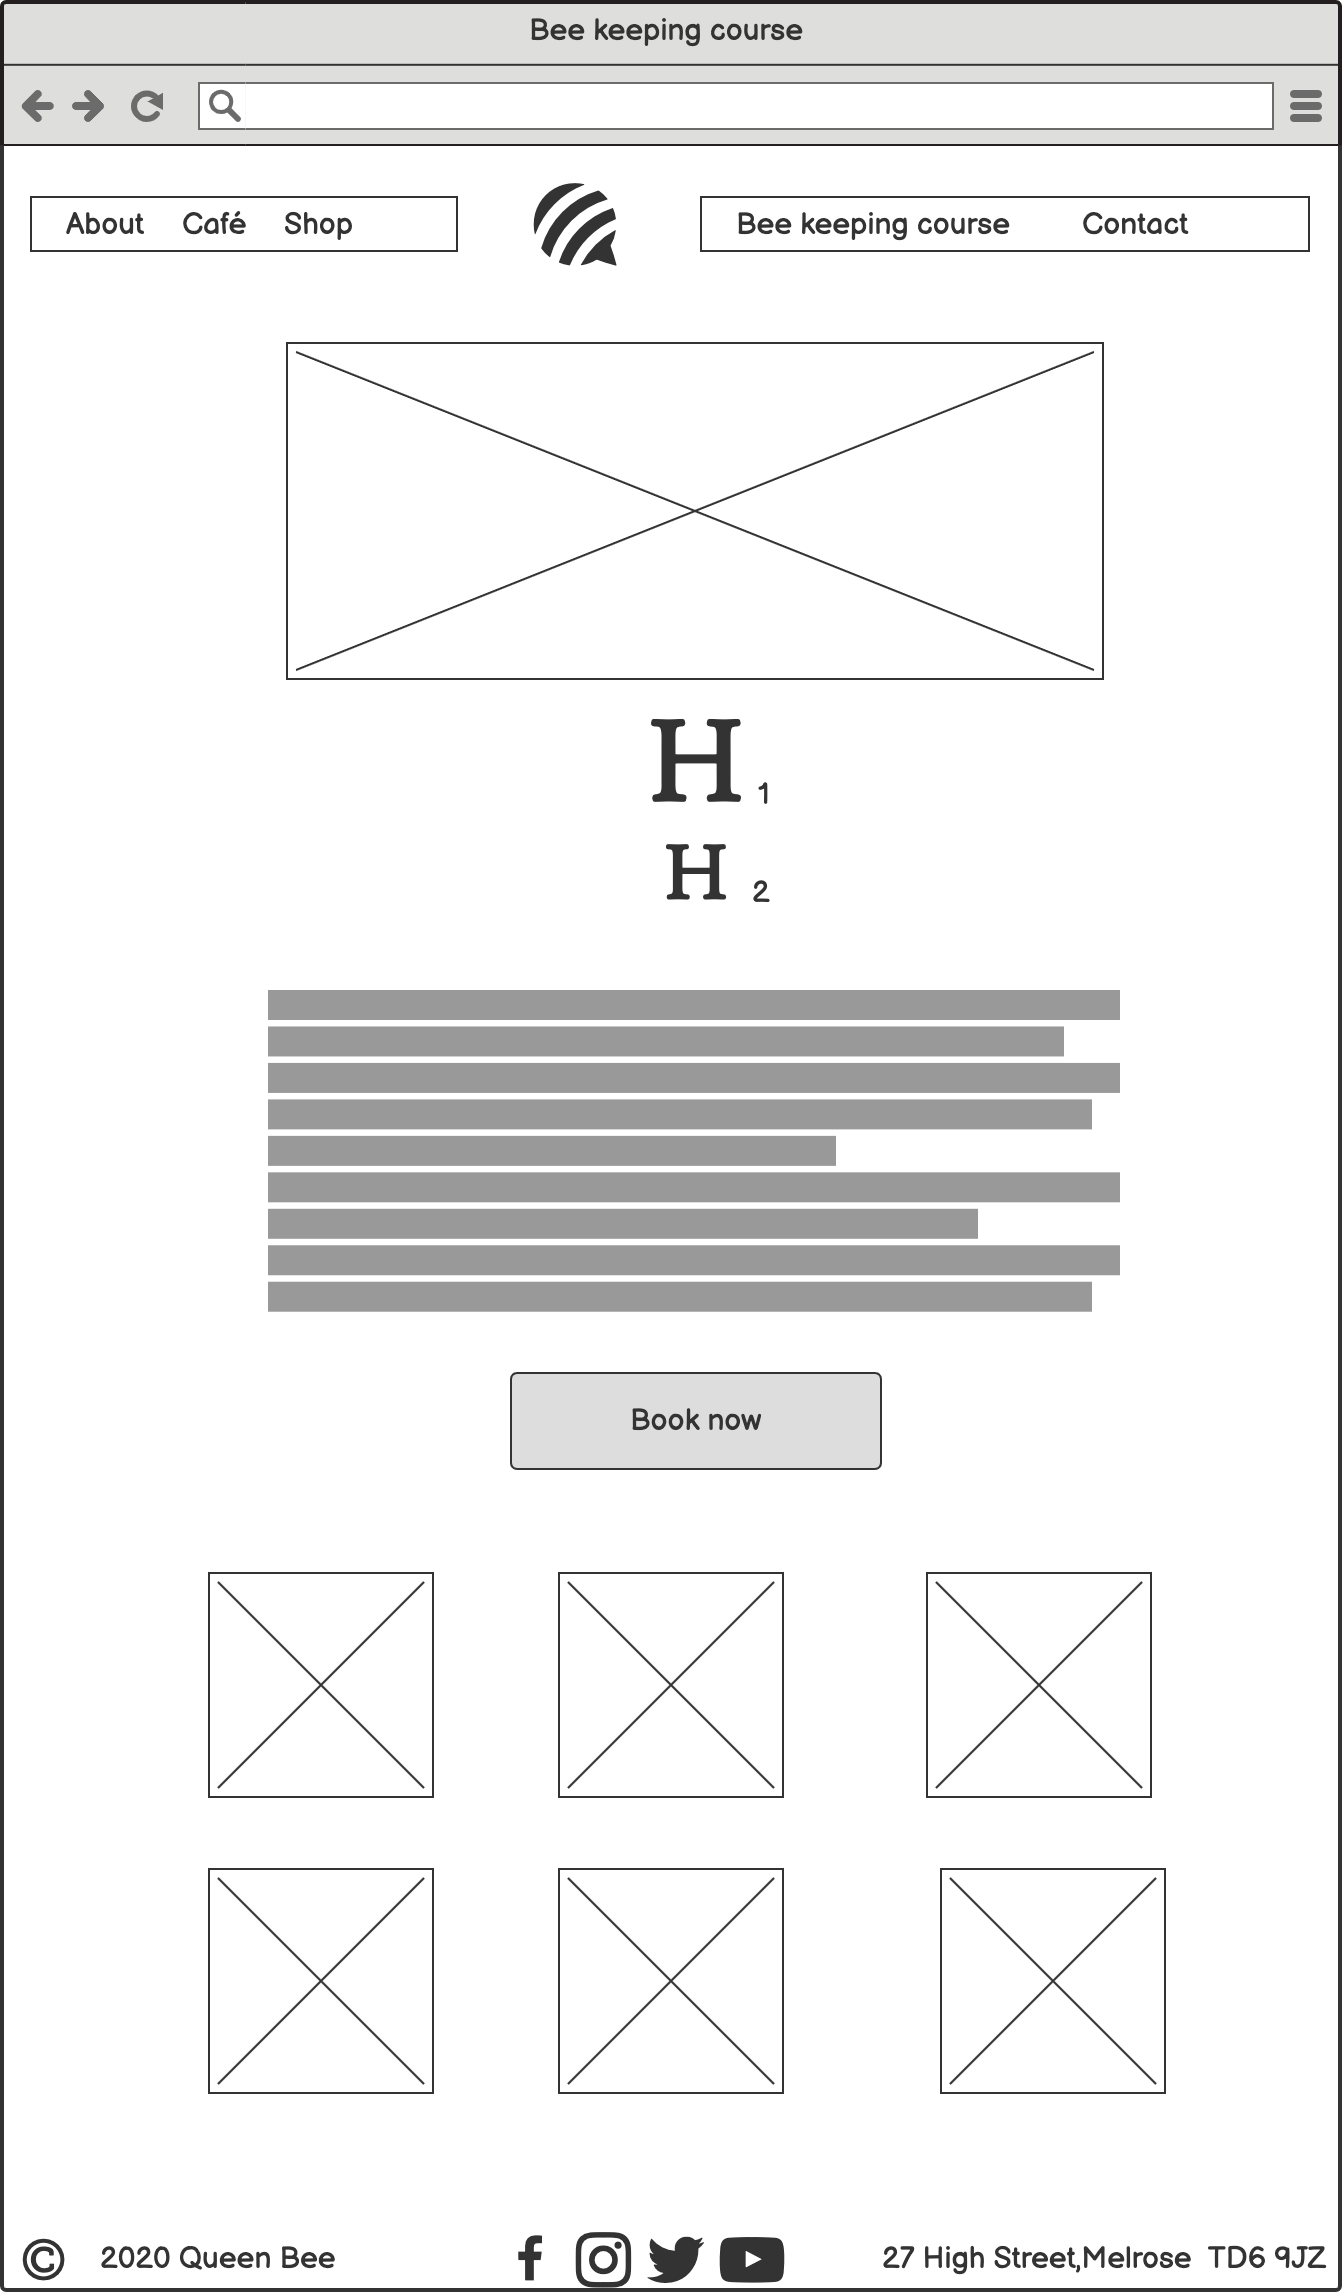 Bee keeping course
About Café Shop
Bee keeping course Contact
H 1
H 2
Book now
© 2020 Queen Bee
27 High Street,Melrose TD6 9JZ